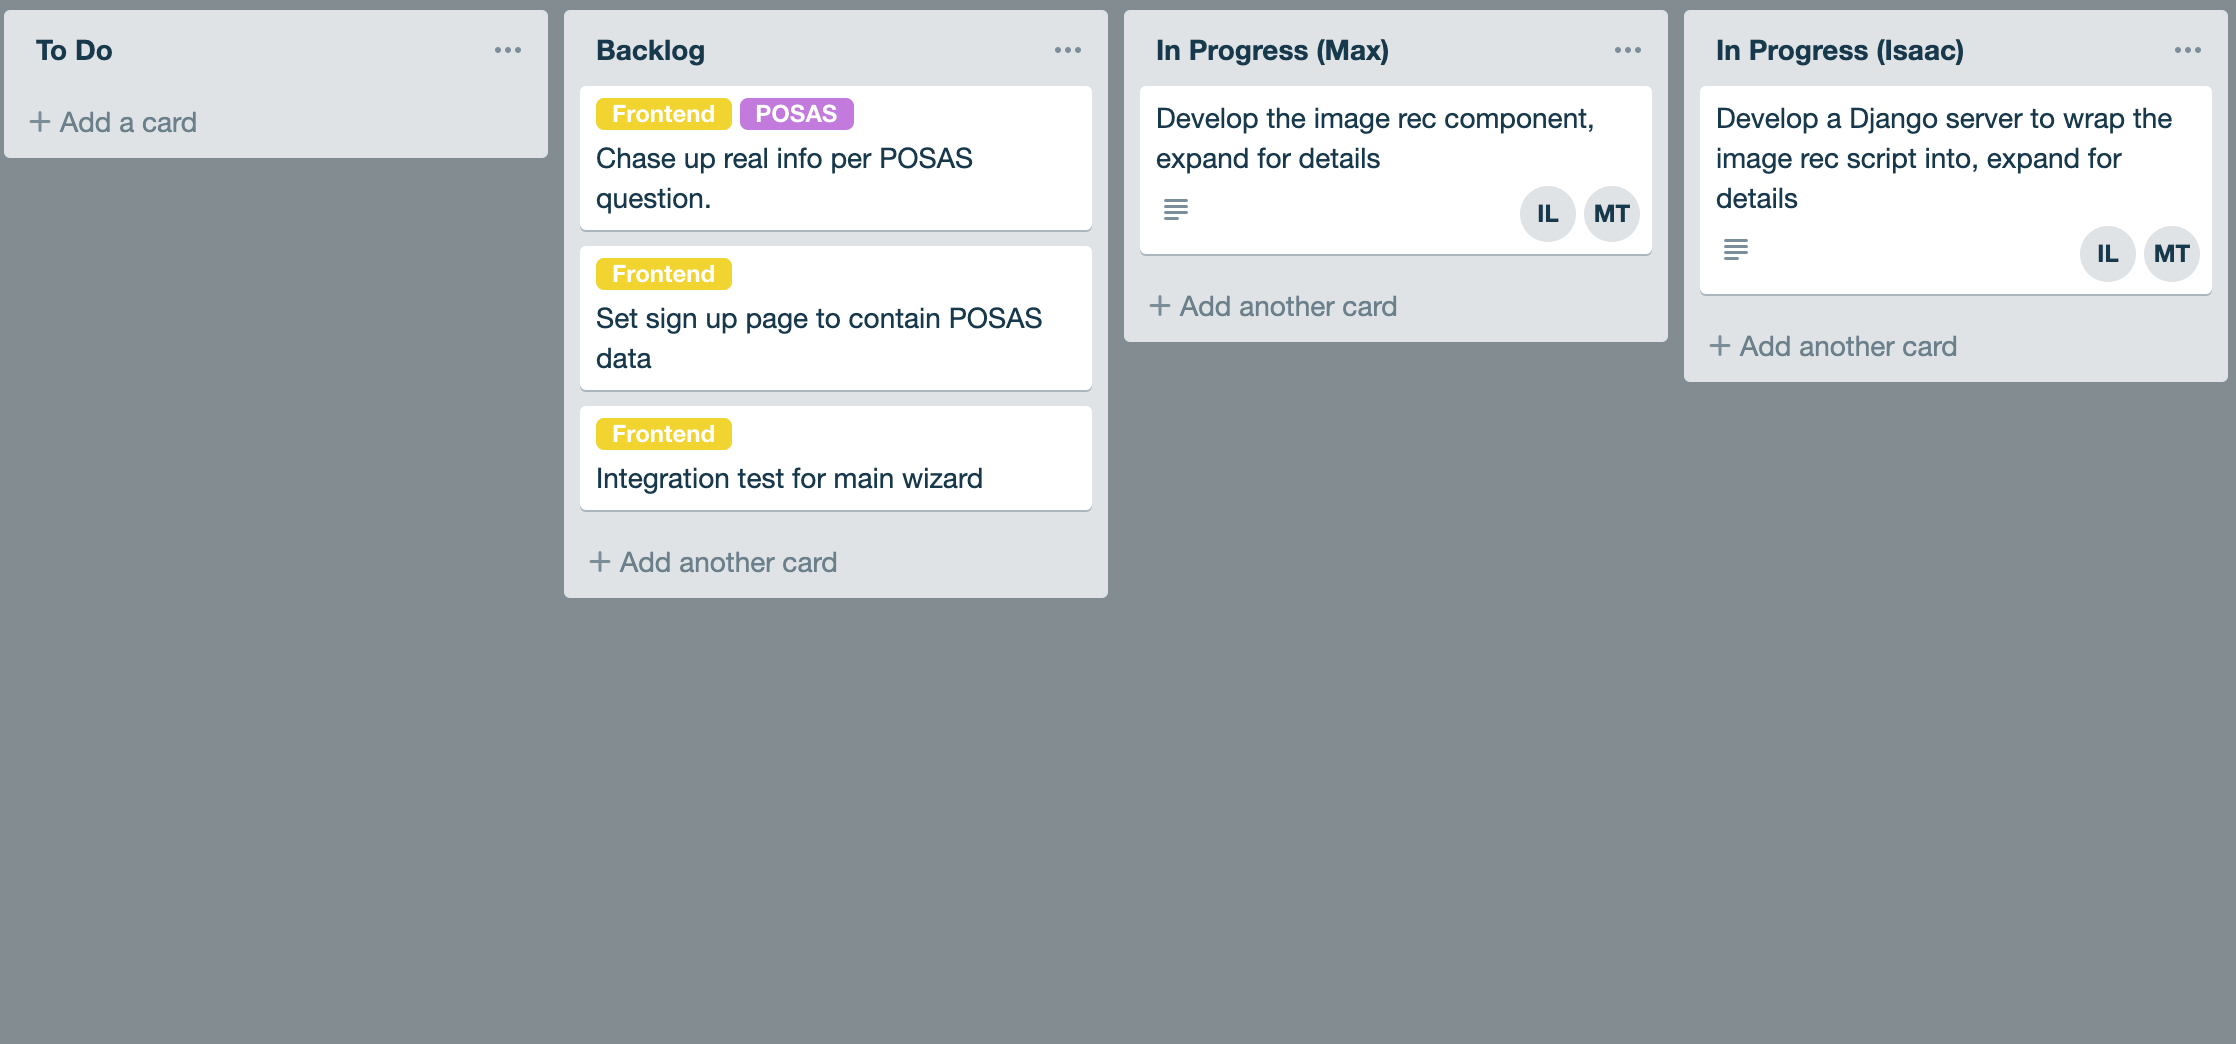 To Do
+ Add a card
Backlog
Frontend POSAS
Chase up real info per POSAS
question.
Frontend
Set sign up page to contain POSAS
data
Frontend
Integration test for main wizard
+ Add another card
In Progress (Max)
Develop the image rec component,
expand for details
IL MT
+ Add another card
In Progress (Isaac)
Develop a Django server to wrap the
image rec script into, expand for
details
IL MT
+ Add another card